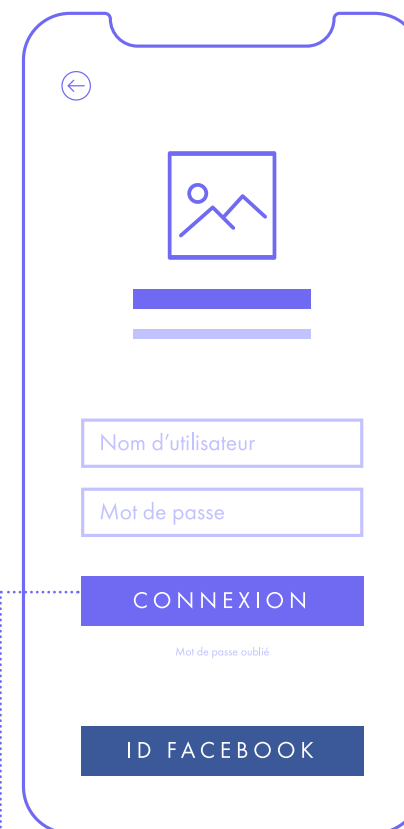 Nom d’utilisateur
Mot de passe
CONNEXION
Mot de passe oublié
ID FACEBOOK